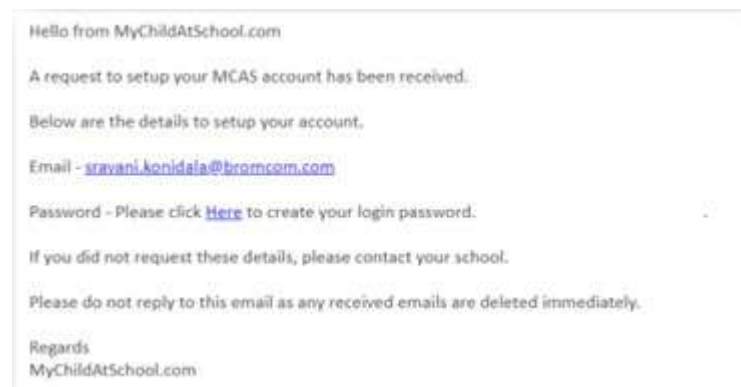 Hello from MyChildAtSchool.com
A request to setup your MCAS account has been received.
Below are the details to setup your account.
Email - sravani.konidala@bromcom.com
Password - Please click Here to create your login password.
If you did not request these details, please contact your school.
Please do not reply to this email as any received emails are deleted immediately.
Regards
MyChildAtSchool.com